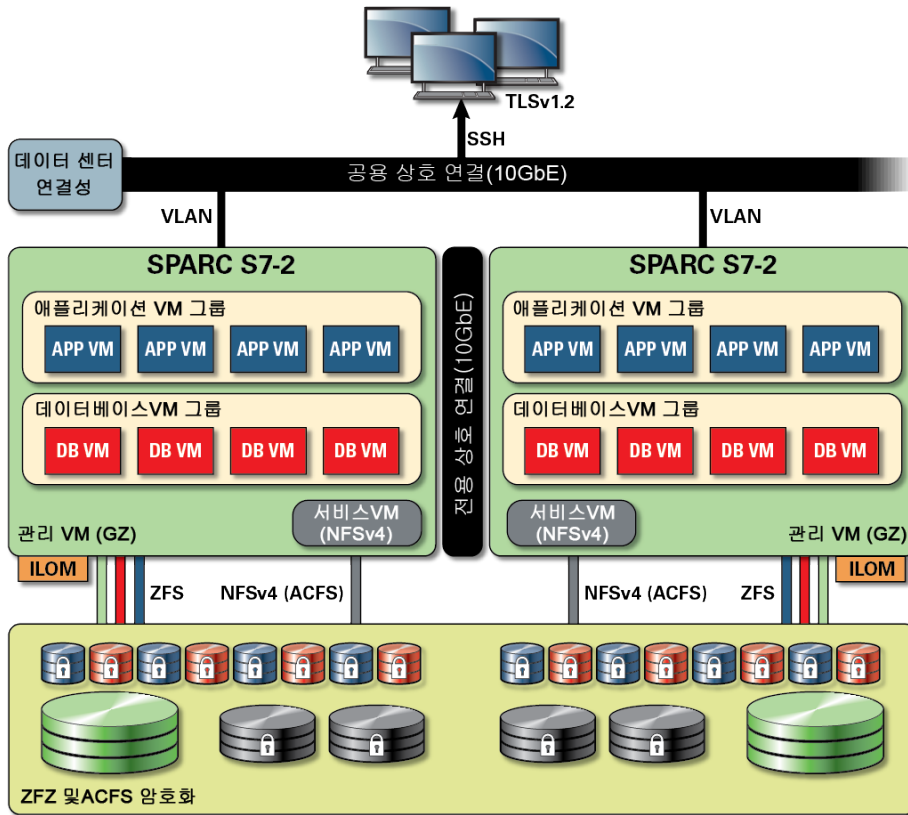 TLSv1.2
SSH
데이터 센터
연결성
공용 상호 연결(10GbE)
VLAN
VLAN
SPARC S7-2
애플리케이션 VM 그룹
APP VM
APP VM
APP VM
APP VM
데이터베이스VM 그룹
DB VM
DB VM
DB VM
DB VM
서비스VM
(NFSv4)
관리 VM (GZ)
전용 상호 연결(10GbE)
SPARC S7-2
애플리케이션 VM 그룹
APP VM
APP VM
APP VM
APP VM
데이터베이스VM 그룹
DB VM
DB VM
DB VM
DB VM
서비스VM
(NFSv4)
관리 VM (GZ)
ILOM
ZFS
NFSv4 (ACFS)
NFSv4 (ACFS)
ZFS
ILOM
ZFZ 및ACFS 암호화